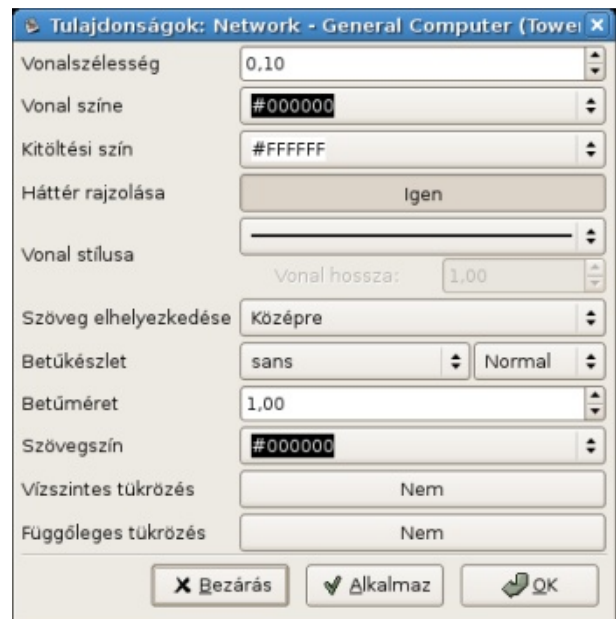 Tulajdonságok: Network - General Computer (Tower
Vonalszélesség 0,10
Vonal színe #000000
Kitöltési szín #FFFFFF
Háttér rajzolása Igen
Vonal stílusa
Vonal hossza: 1,00
Szöveg elhelyezkedése Középre
Betűkészlet sans Normal
Betűméret 1,00
Szövegszín #000000
Vízszintes tükrözés Nem
Függőleges tükrözés Nem
Bezárás Alkalmaz OK